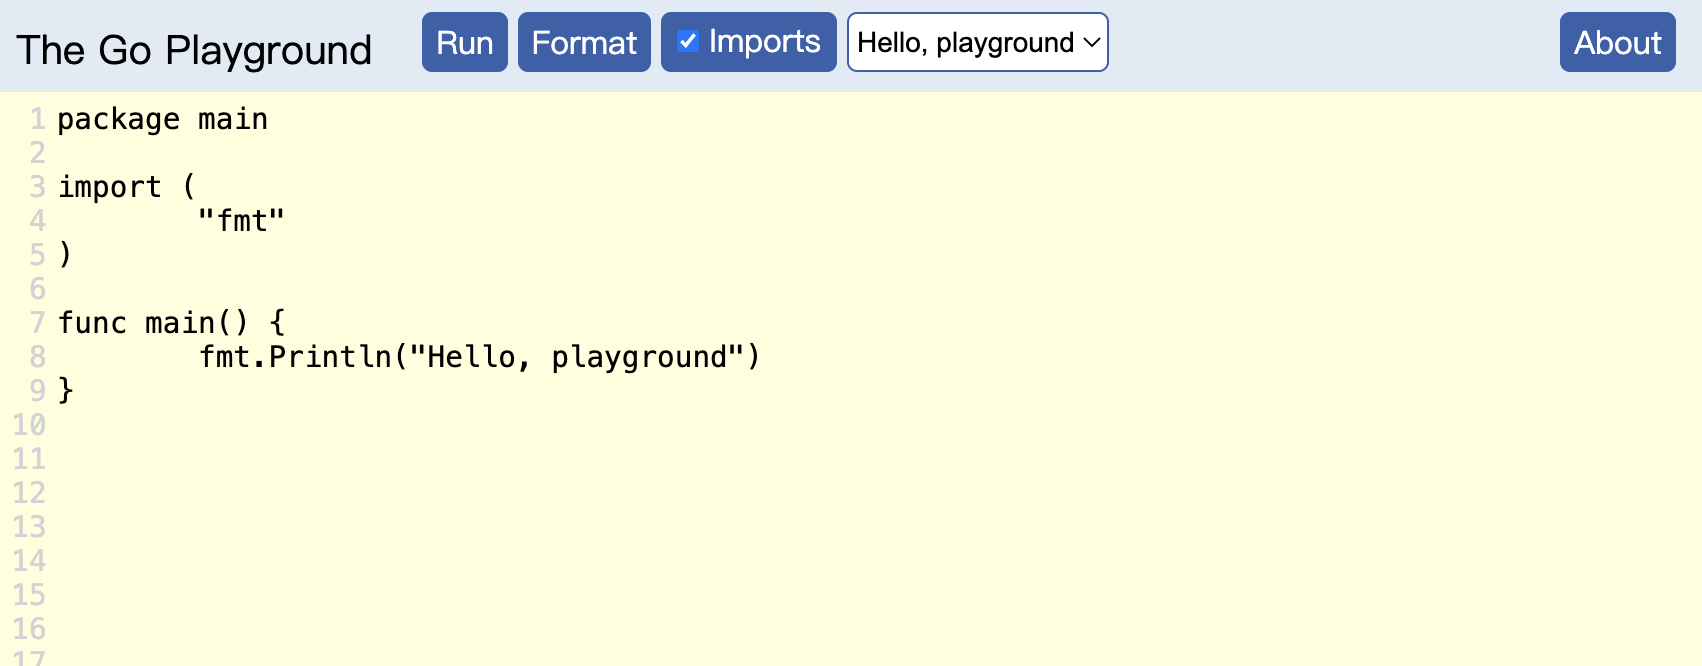 The Go Playground Run Format Imports Hello, playground About
1 package main
2
3 import (
4 "fmt"
5 )
6
7 func main() {
8 fmt.Println("Hello, playground")
9 }
10
11
12
13
14
15
16
17